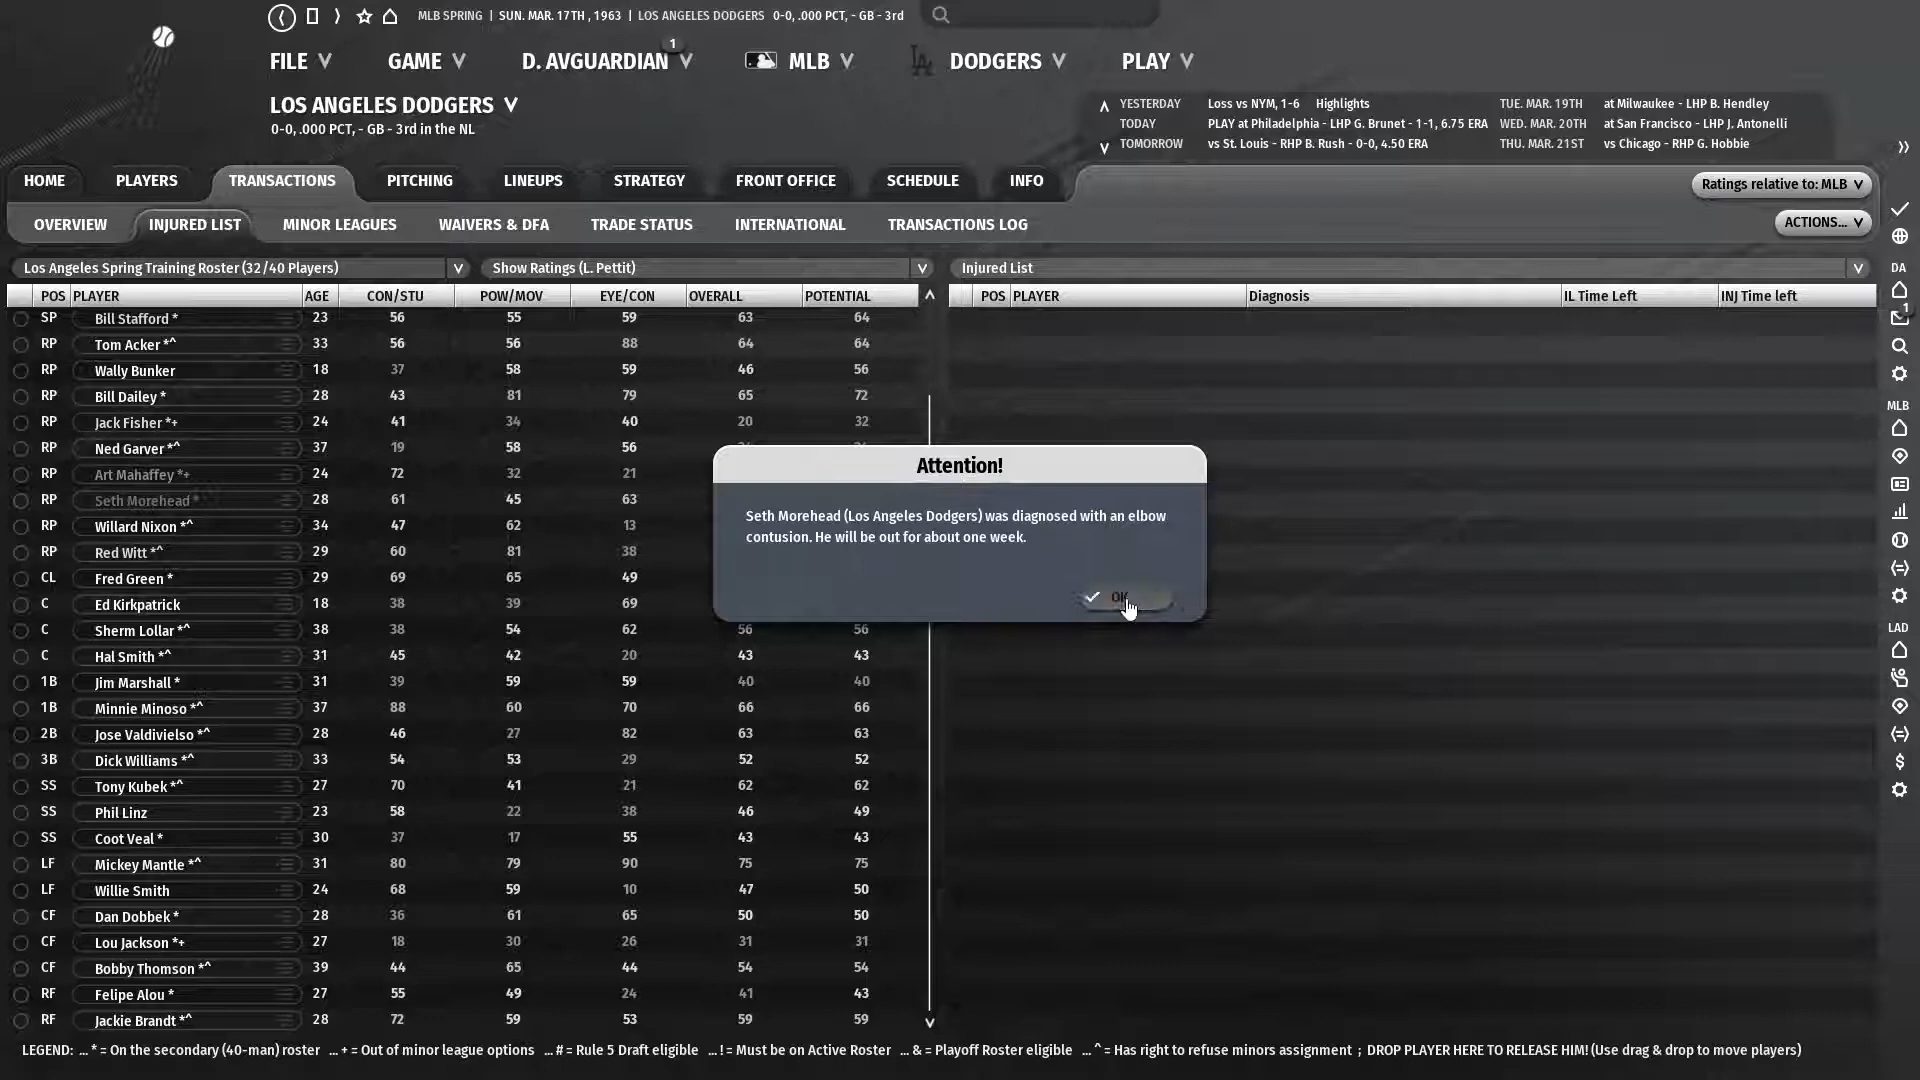 MLB SPRING | SUN. MAR. 17TH , 1963 | LOS ANGELES DODGERS 0-0, .000 PCT, - GB - 3rd
1
FILE GAME D. AVGUARDIAN MLB DODGERS PLAY
LOS ANGELES DODGERS
0-0, .000 PCT, - GB - 3rd in the NL
YESTERDAY Loss vs NYM, 1-6 Highlights TUE. MAR. 19TH at Milwaukee - LHP B. Hendley
TODAY PLAY at Philadelphia - LHP G. Brunet - 1-1, 6.75 ERA WED. MAR. 20TH at San Francisco - LHP J. Antonelli
TOMORROW vs St. Louis - RHP B. Rush - 0-0, 4.50 ERA THU. MAR. 21ST vs Chicago - RHP G. Hobbie
HOME PLAYERS TRANSACTIONS PITCHING LINEUPS STRATEGY FRONT OFFICE SCHEDULE INFO
Ratings relative to: MLB
OVERVIEW INJURED LIST MINOR LEAGUES WAIVERS & DFA TRADE STATUS INTERNATIONAL TRANSACTIONS LOG
ACTIONS...
Los Angeles Spring Training Roster (32/40 Players) Show Ratings (L. Pettit) Injured List
POS PLAYER AGE CON/STU POW/MOV EYE/CON OVERALL POTENTIAL
POS PLAYER Diagnosis IL Time Left INJ Time left
SP Bill Stafford * 23 56 55 59 63 64
RP Tom Acker *^ 33 56 56 88 64 64
RP Wally Bunker 18 37 58 59 46 56
RP Bill Dailey * 28 43 81 79 65 72
RP Jack Fisher *+ 24 41 34 40 20 32
RP Ned Garver *^ 37 19 58 56
RP Art Mahaffey *+ 24 72 32 21
RP Seth Morehead * 28 61 45 63
RP Willard Nixon *^ 34 47 62 13
RP Red Witt *^ 29 60 81 38
CL Fred Green * 29 69 65 49
C Ed Kirkpatrick 18 38 39 69
C Sherm Lollar *^ 38 38 54 62 56 56
C Hal Smith *^ 31 45 42 20 43 43
1B Jim Marshall * 31 39 59 59 40 40
1B Minnie Minoso *^ 37 88 60 70 66 66
2B Jose Valdivielso *^ 28 46 27 82 63 63
3B Dick Williams *^ 33 54 53 29 52 52
SS Tony Kubek *^ 27 70 41 21 62 62
SS Phil Linz 23 58 22 38 46 49
SS Coot Veal * 30 37 17 55 43 43
LF Mickey Mantle *^ 31 80 79 90 75 75
LF Willie Smith 24 68 59 10 47 50
CF Dan Dobbek * 28 36 61 65 50 50
CF Lou Jackson *+ 27 18 30 26 31 31
CF Bobby Thomson *^ 39 44 65 44 54 54
RF Felipe Alou * 27 55 49 24 41 43
RF Jackie Brandt *^ 28 72 59 53 59 59
Attention!
Seth Morehead (Los Angeles Dodgers) was diagnosed with an elbow
contusion. He will be out for about one week.
OK
DA
1
MLB
LAD
$
LEGEND: ... * = On the secondary (40-man) roster ... + = Out of minor league options ... # = Rule 5 Draft eligible ... ! = Must be on Active Roster ... & = Playoff Roster eligible ... ^ = Has right to refuse minors assignment ; DROP PLAYER HERE TO RELEASE HIM! (Use drag & drop to move players)